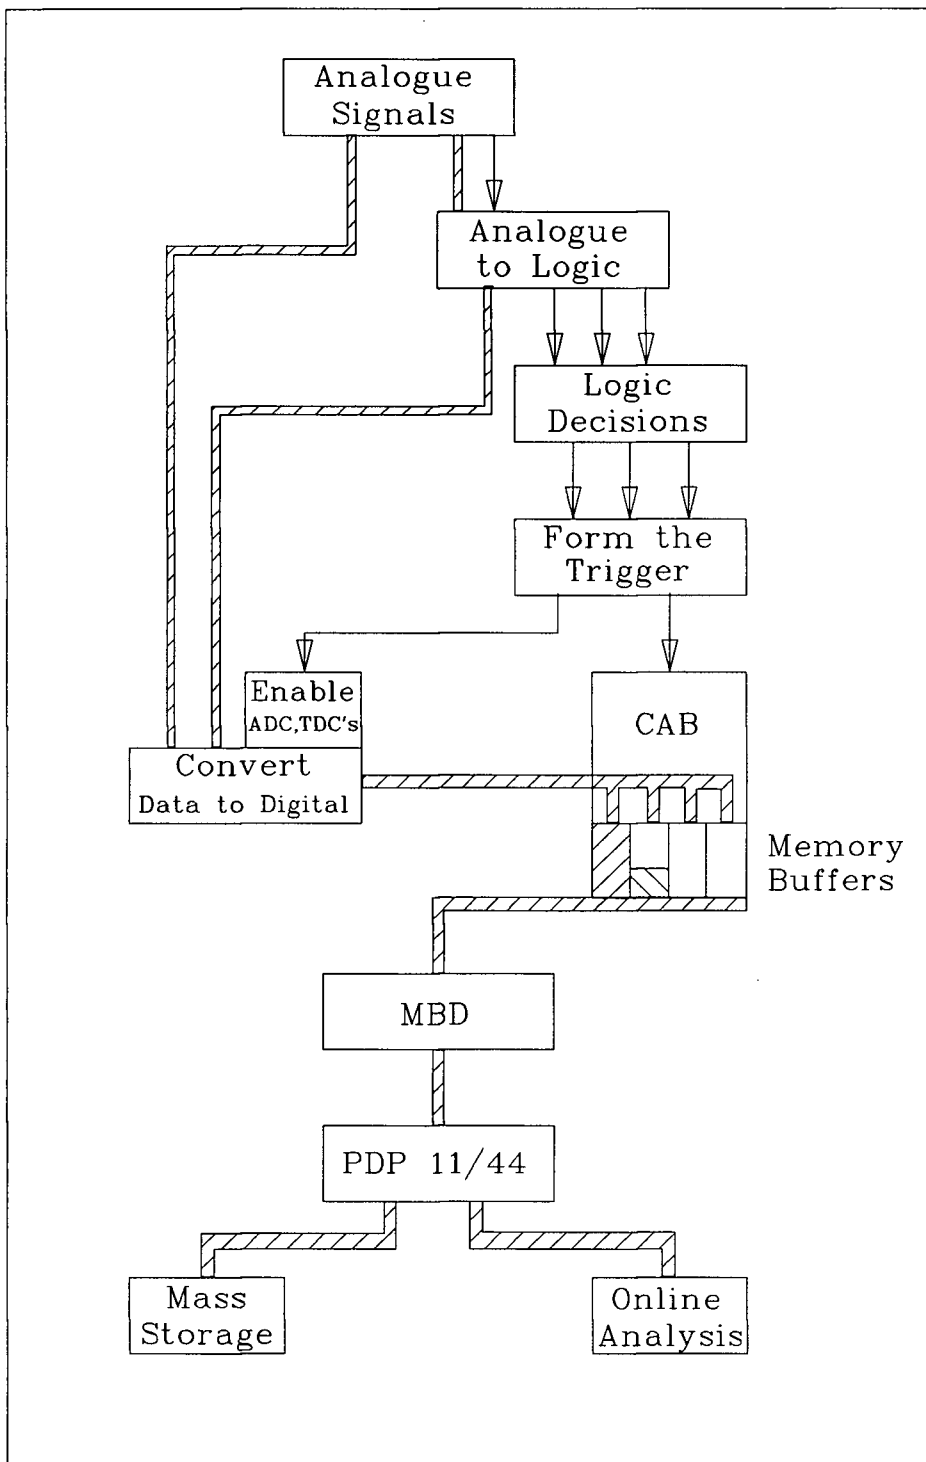 Analogue
Signals
Analogue
to Logic
Logic
Decisions
Form the
Trigger
Enable
ADC,TDC's
CAB
Convert
Data to Digital
Memory
Buffers
MBD
PDP 11/44
Mass
Storage
Online
Analysis